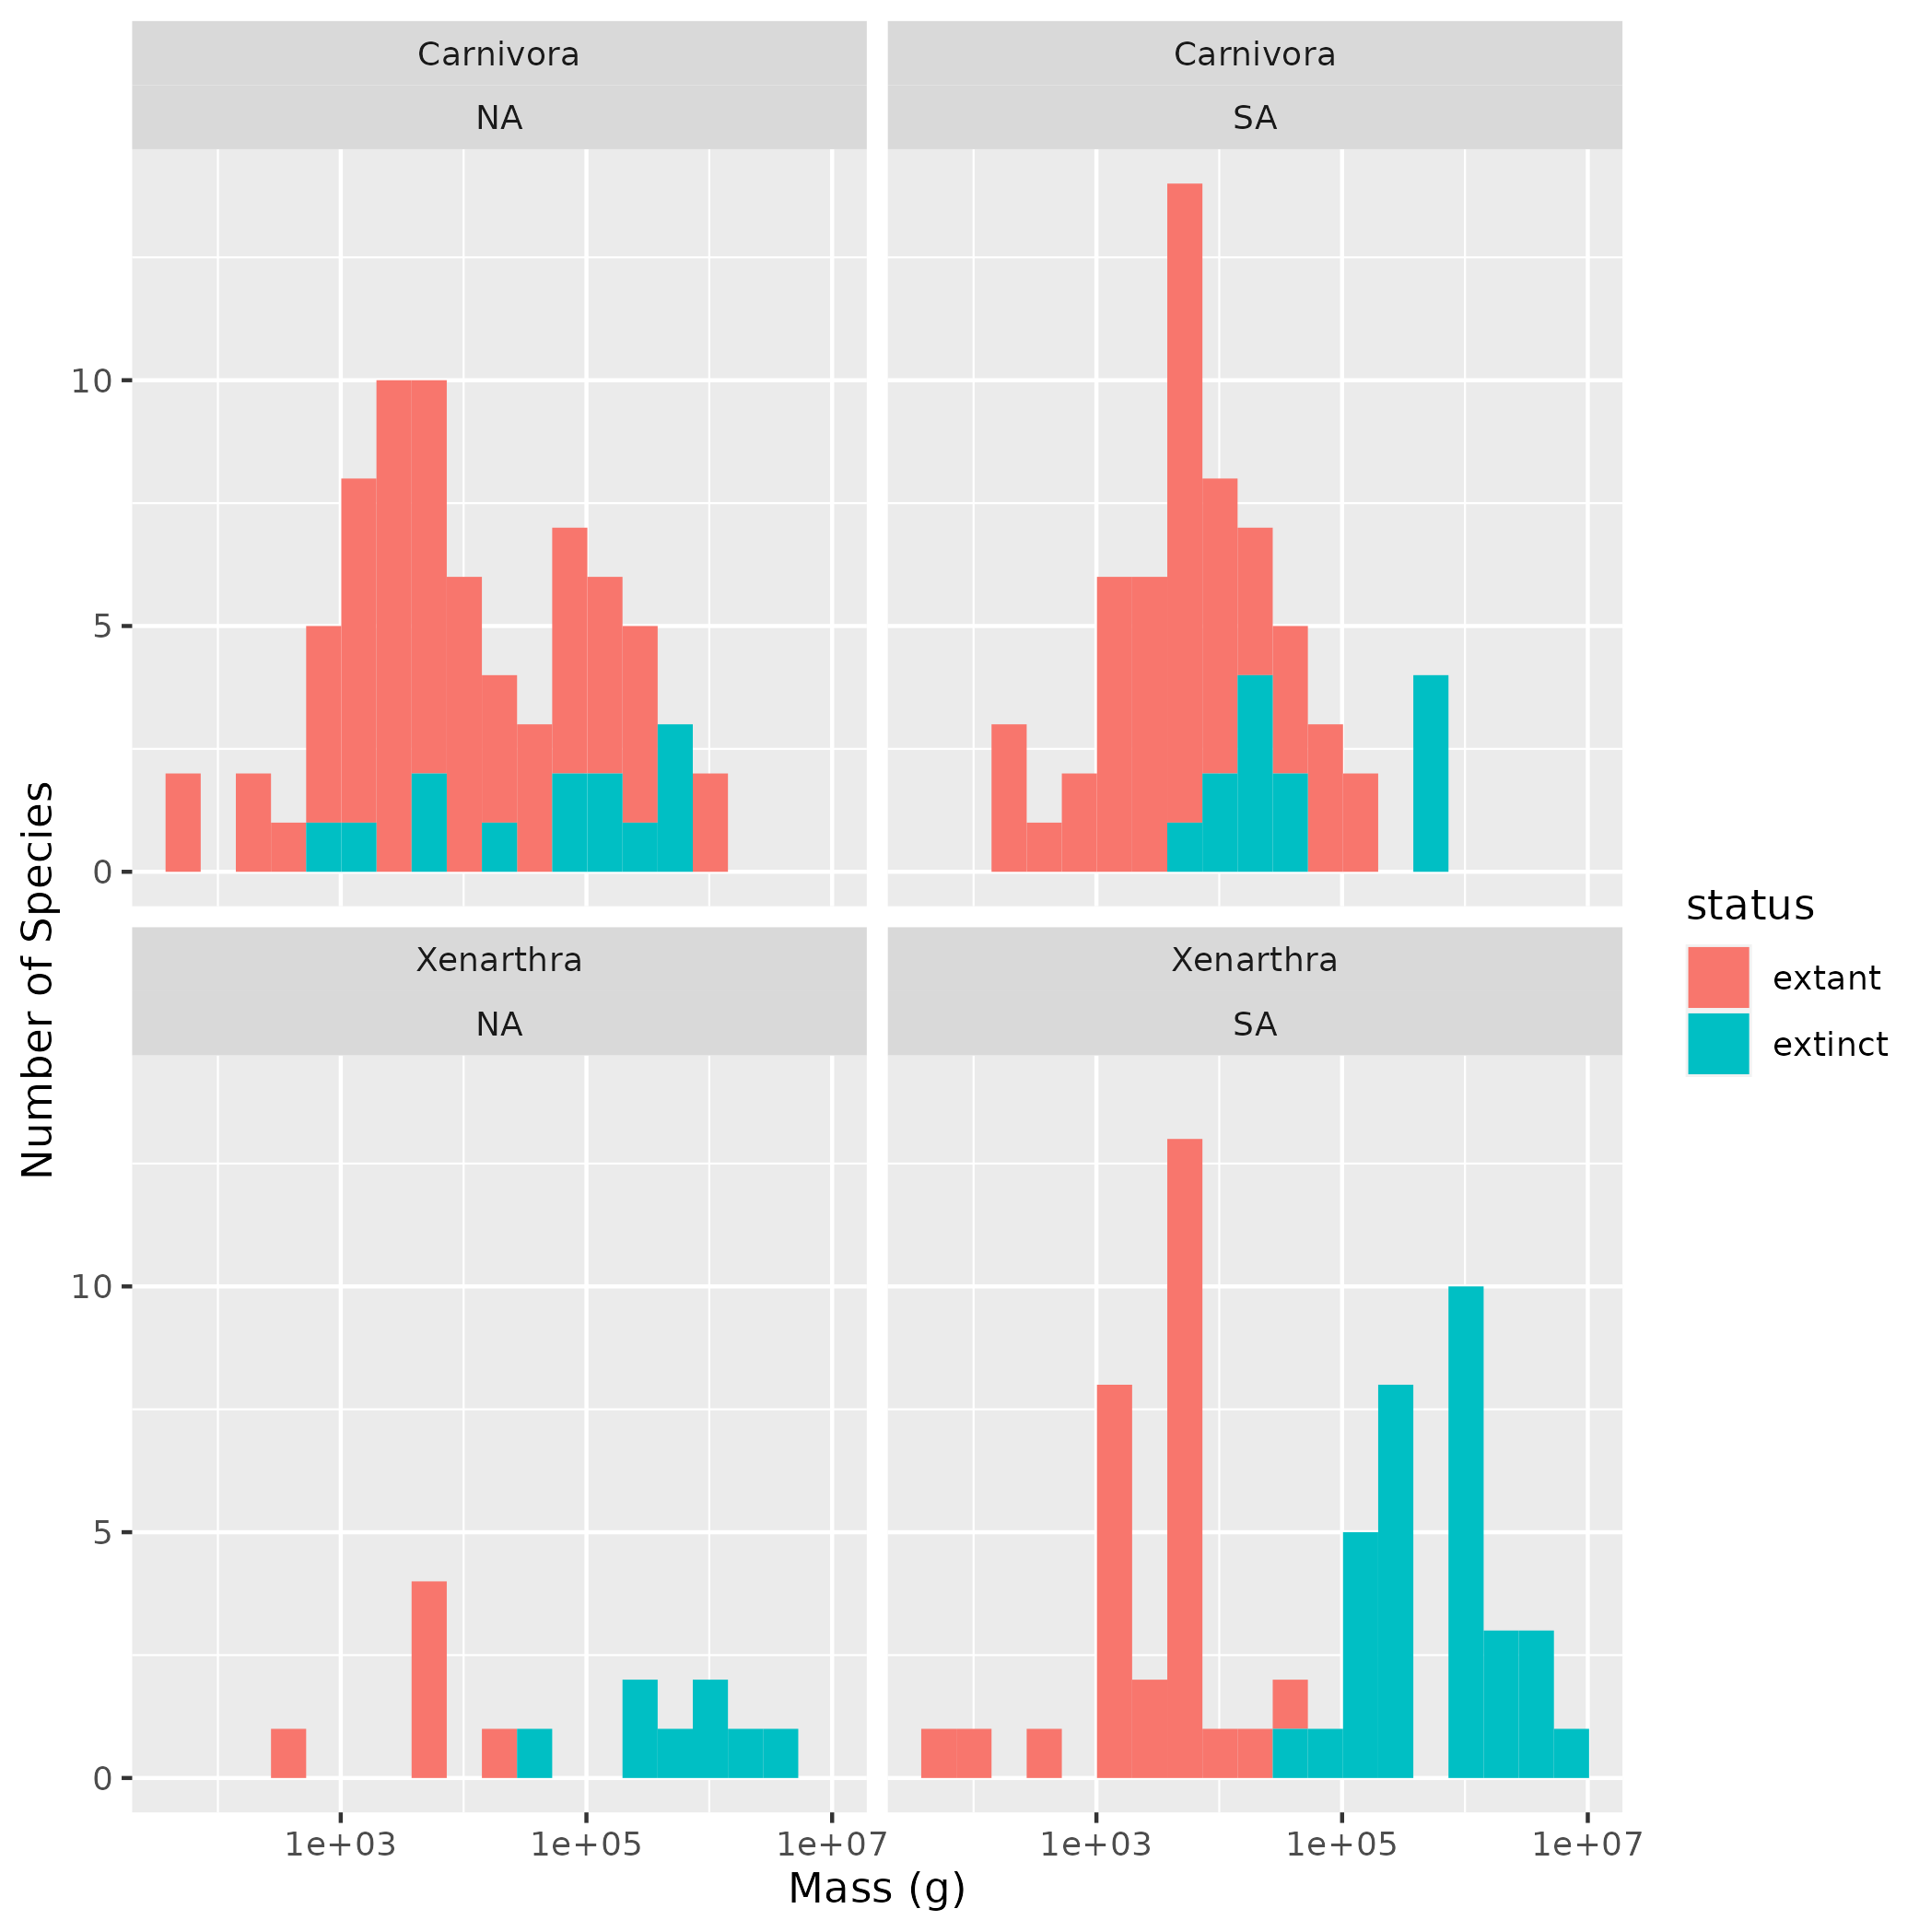 Carnivora
NA
Carnivora
SA
10
5
0
Xenarthra
NA
Xenarthra
SA
10
5
0
1e+03
1e+05
1e+07
1e+03
1e+05
1e+07
Mass (g)
Number of Species
status
extant
extinct